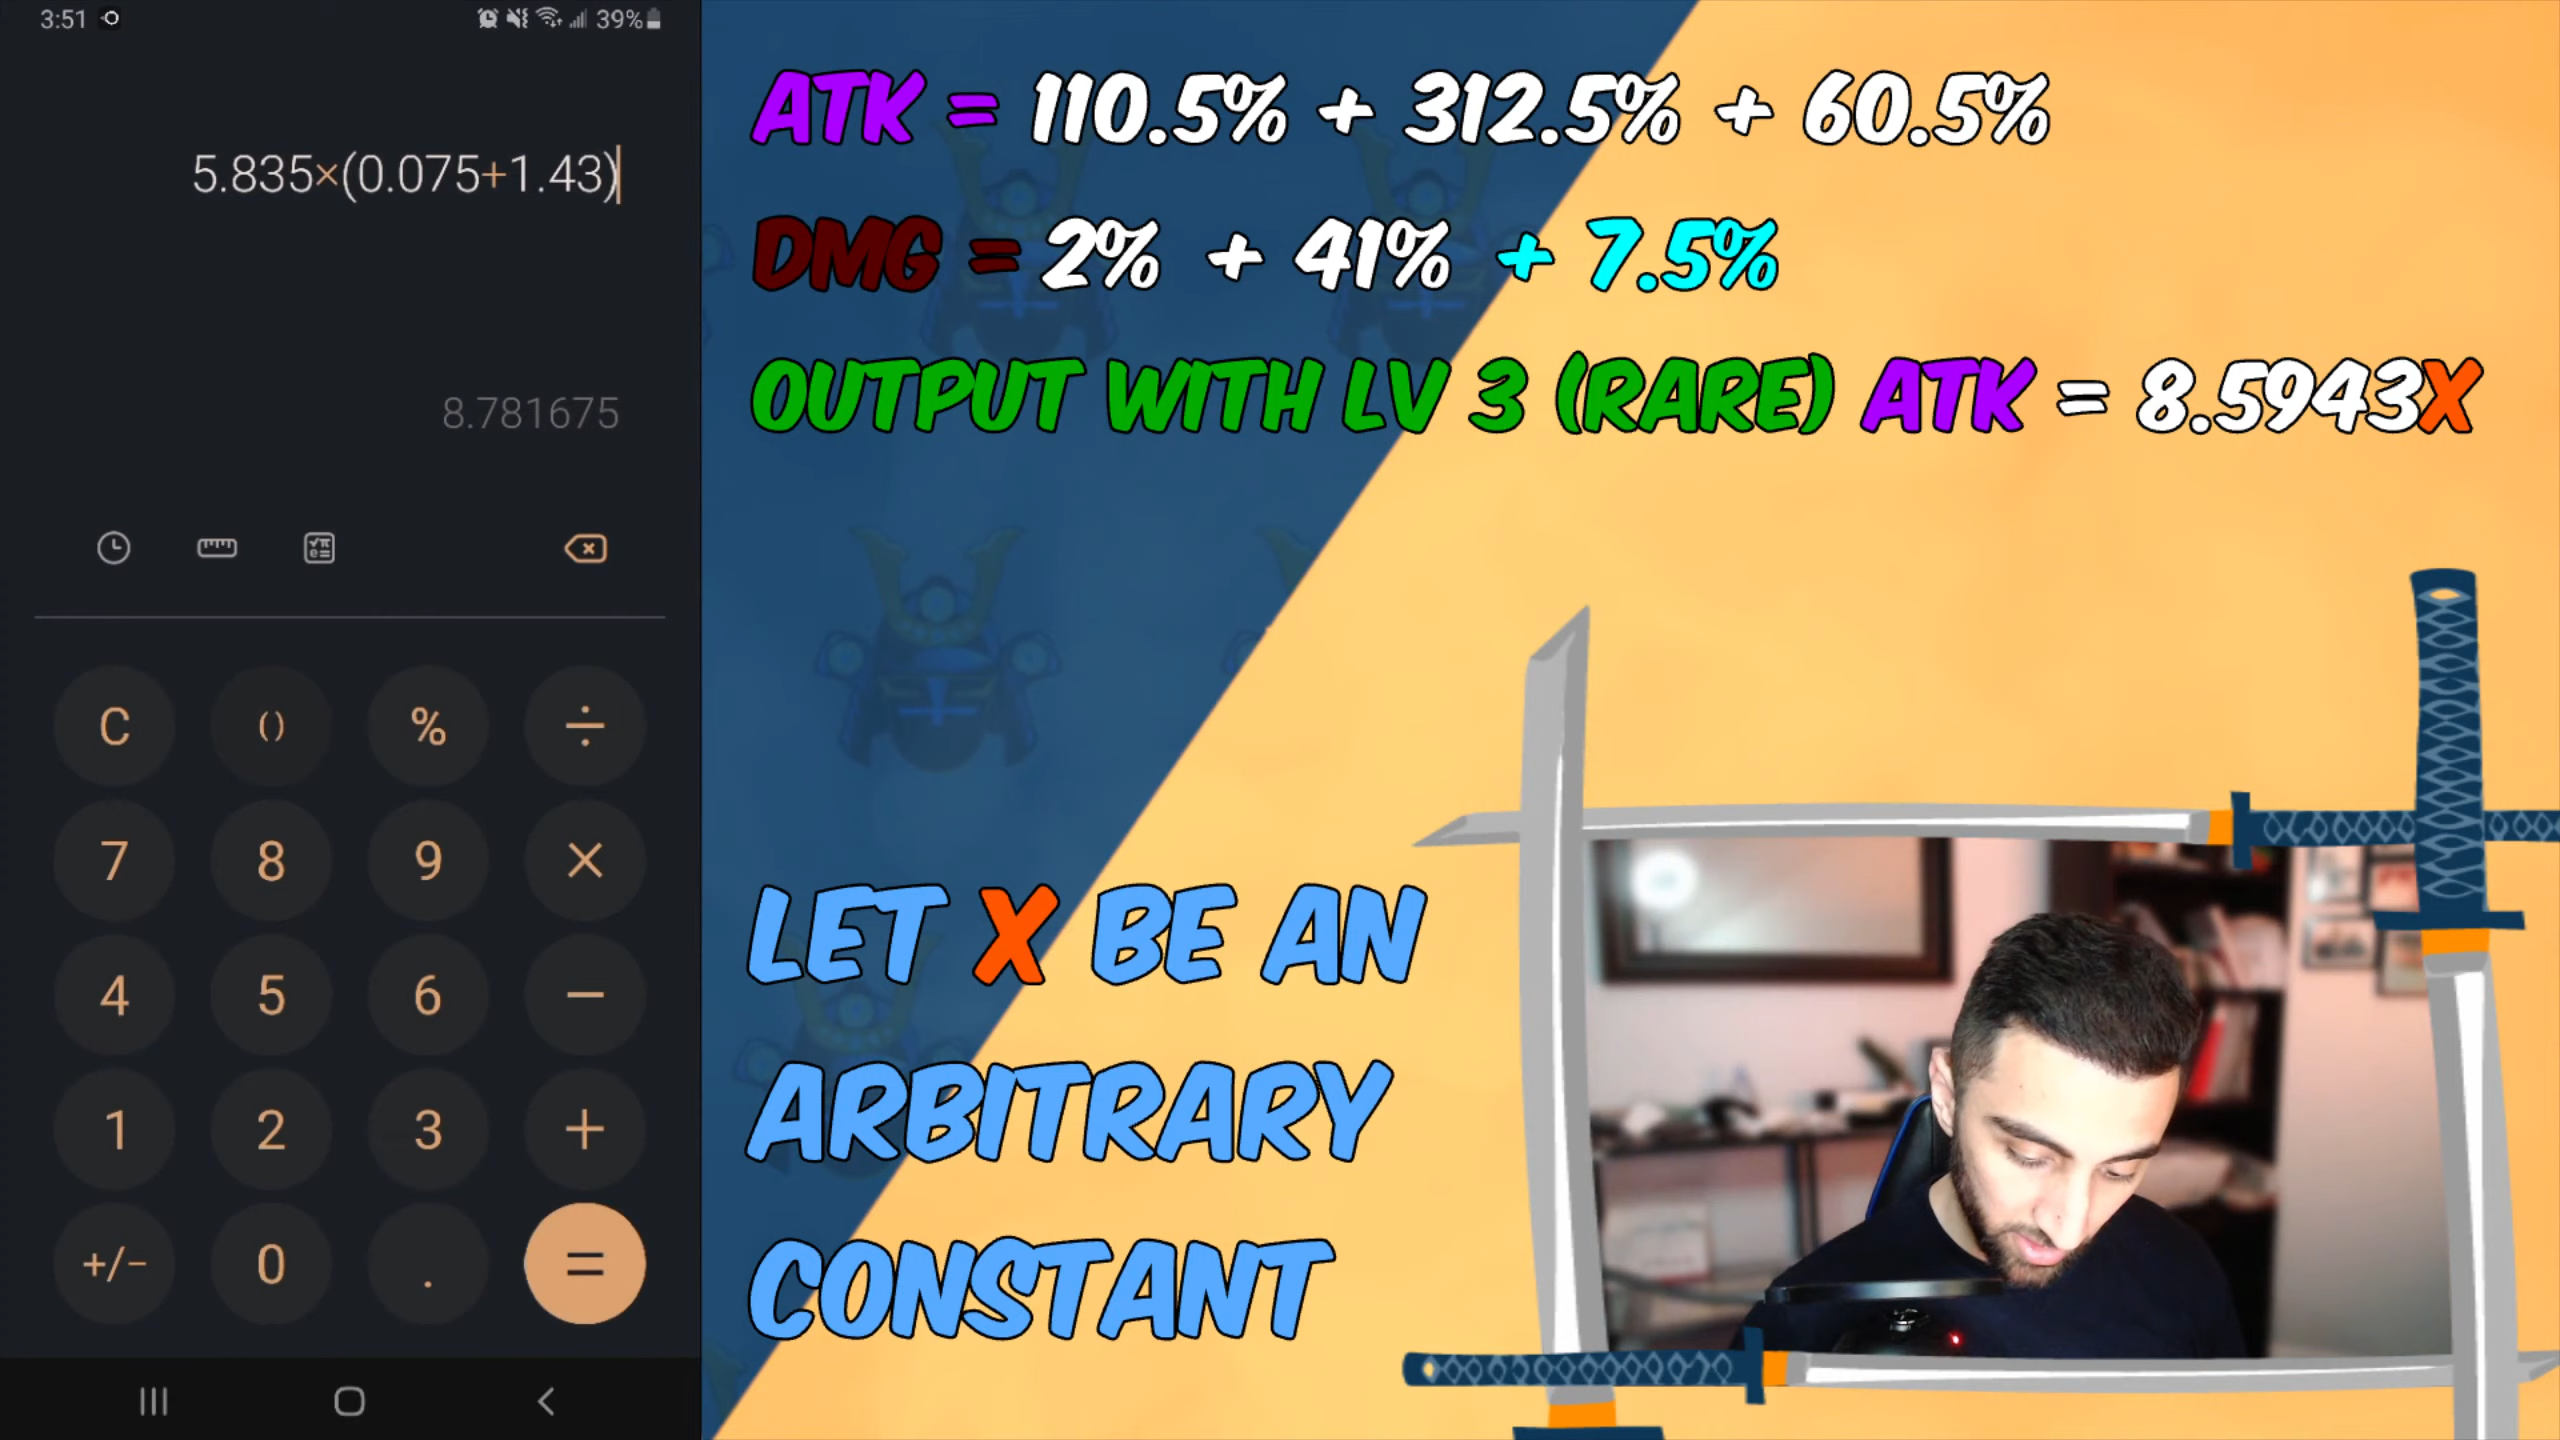 3:51
39%
5.835×(0.075+1.43)
8.781675
C () % ÷
7 8 9 ×
4 5 6 −
1 2 3 +
+/− 0 . =
ATK = 110.5% + 312.5% + 60.5%
DMG = 2% + 41% + 7.5%
OUTPUT WITH LV 3 (RARE) ATK = 8.5943X
LET X BE AN
ARBITRARY
CONSTANT